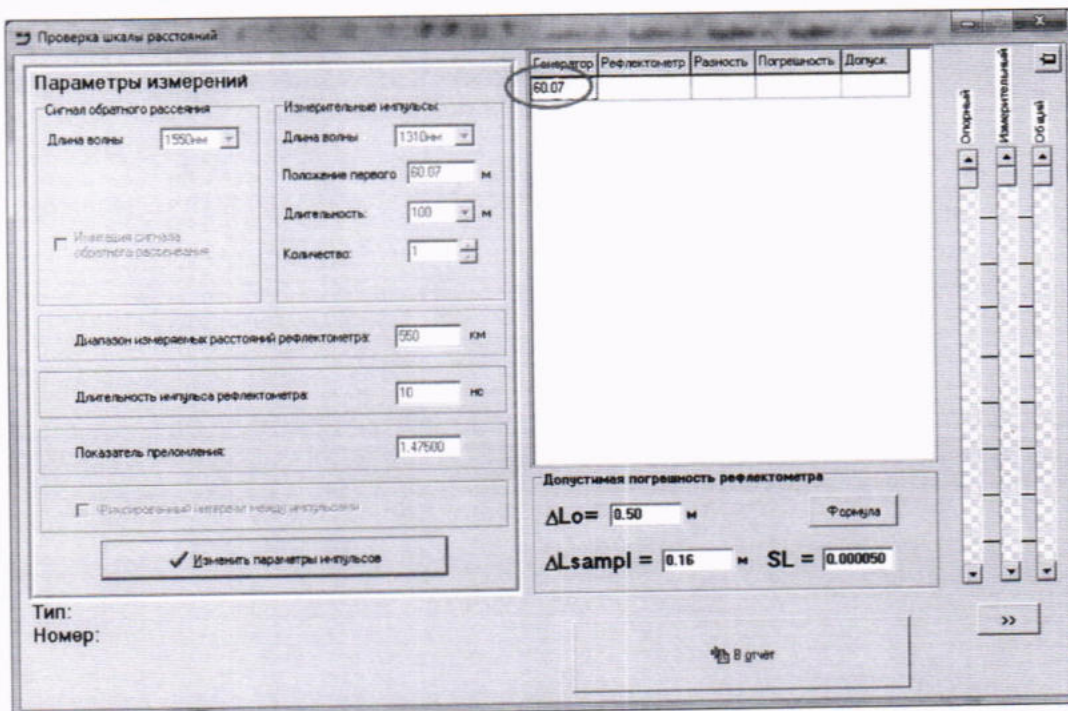 Проверка шкалы расстояний
Параметры измерений
Сигнал обратного рассеяния
Длина волны 1550нм
Имитация сигнала
обратного рассеивания
Измерительные импульсы:
Длина волны 1310нм
Положение первого 60.07 м
Длительность: 100 м
Количество: 1
Диапазон измеряемых расстояний рефлектометра: 550 км
Длительность импульса рефлектометра: 10 нс
Показатель преломления: 1.47500
Фиксированный интервал между импульсами
Изменить параметры импульсов
Тип:
Номер:
Генератор Рефлектометр Разность Погрешность Допуск
60.07
Допустимая погрешность рефлектометра
ΔLo= 0.50 м Формула
ΔLsampl = 0.16 м SL = 0.000050
В отчет
Опорный
Измерительный
Общий
>>